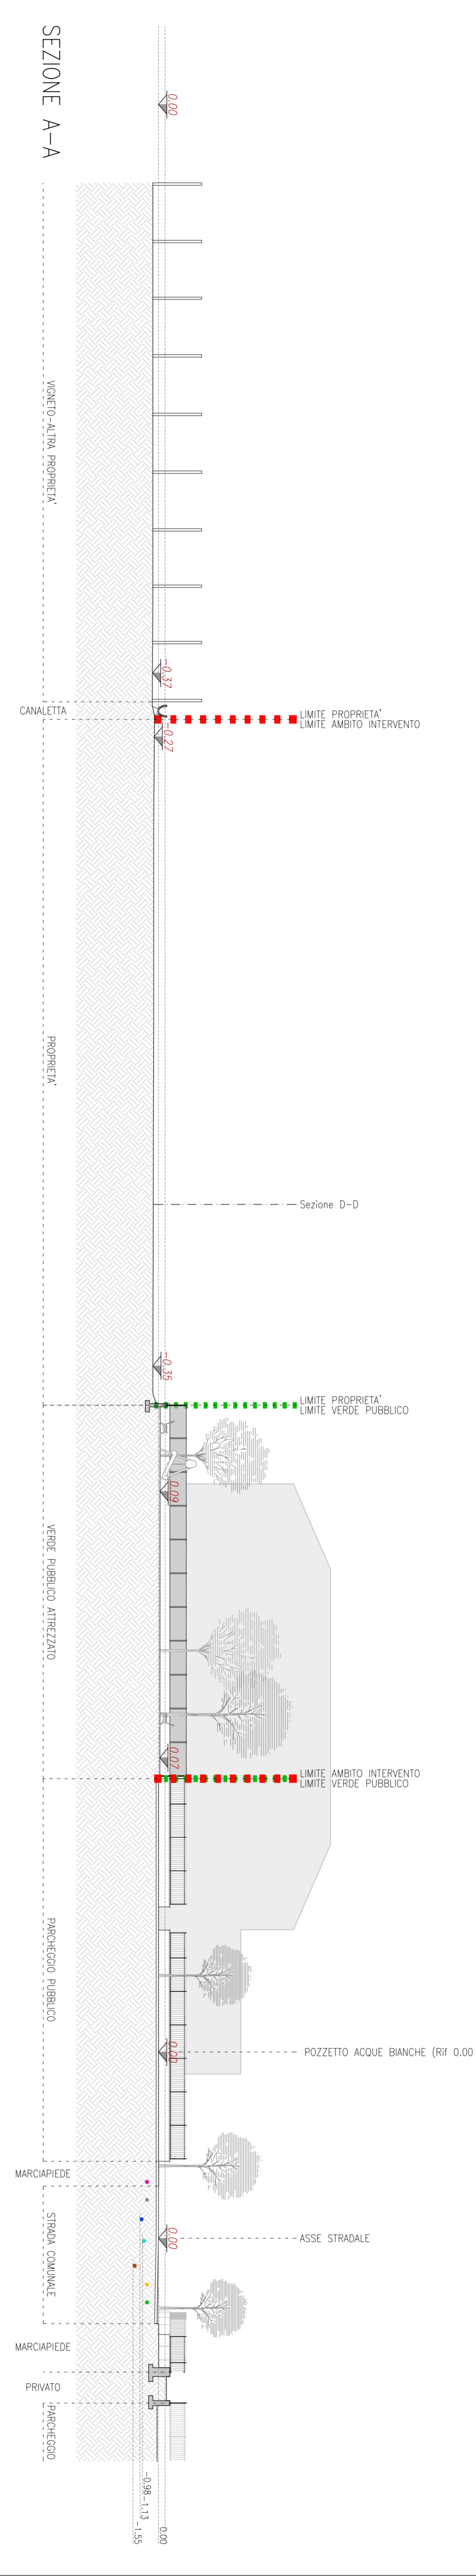 SEZIONE A-A
0.00
VIGNETO-ALTRA PROPRIETA'
-0.37
CANALETTA
LIMITE PROPRIETA'
LIMITE AMBITO INTERVENTO
-0.27
PROPRIETA'
Sezione D-D
-0.35
LIMITE PROPRIETA'
LIMITE VERDE PUBBLICO
0.09
VERDE PUBBLICO ATTREZZATO
0.07
LIMITE AMBITO INTERVENTO
LIMITE VERDE PUBBLICO
PARCHEGGIO PUBBLICO
0.00
POZZETTO ACQUE BIANCHE (Rif 0.00
MARCIAPIEDE
STRADA COMUNALE
0.00
ASSE STRADALE
MARCIAPIEDE
PRIVATO
PARCHEGGIO
-0.98
-1.13
-1.55
0.00